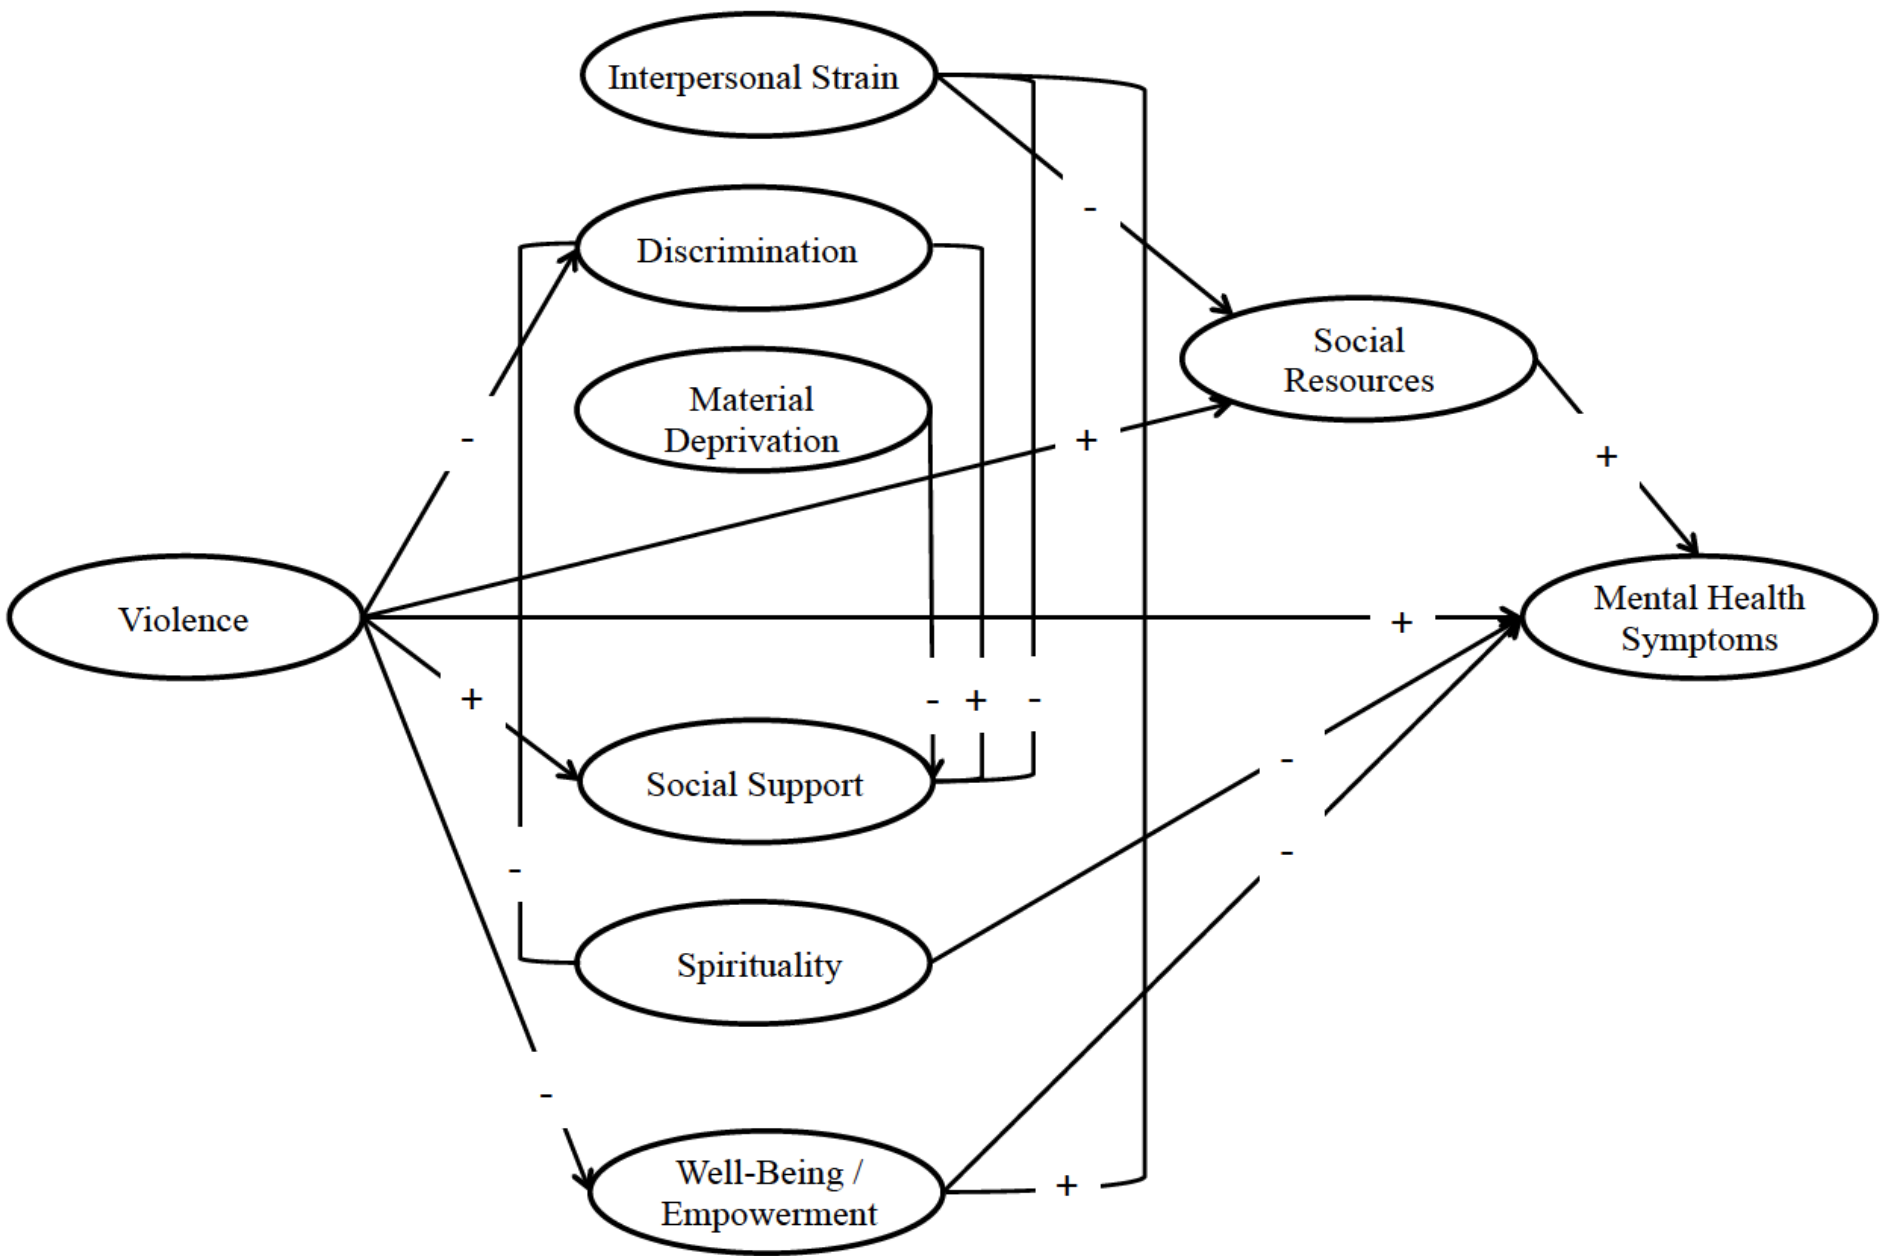 Interpersonal Strain
-
Discrimination
Social
Resources
Material
Deprivation
-
+
+
Violence
+
Mental Health
Symptoms
+
- + -
Social Support
-
-
-
Spirituality
-
Well-Being /
Empowerment
+